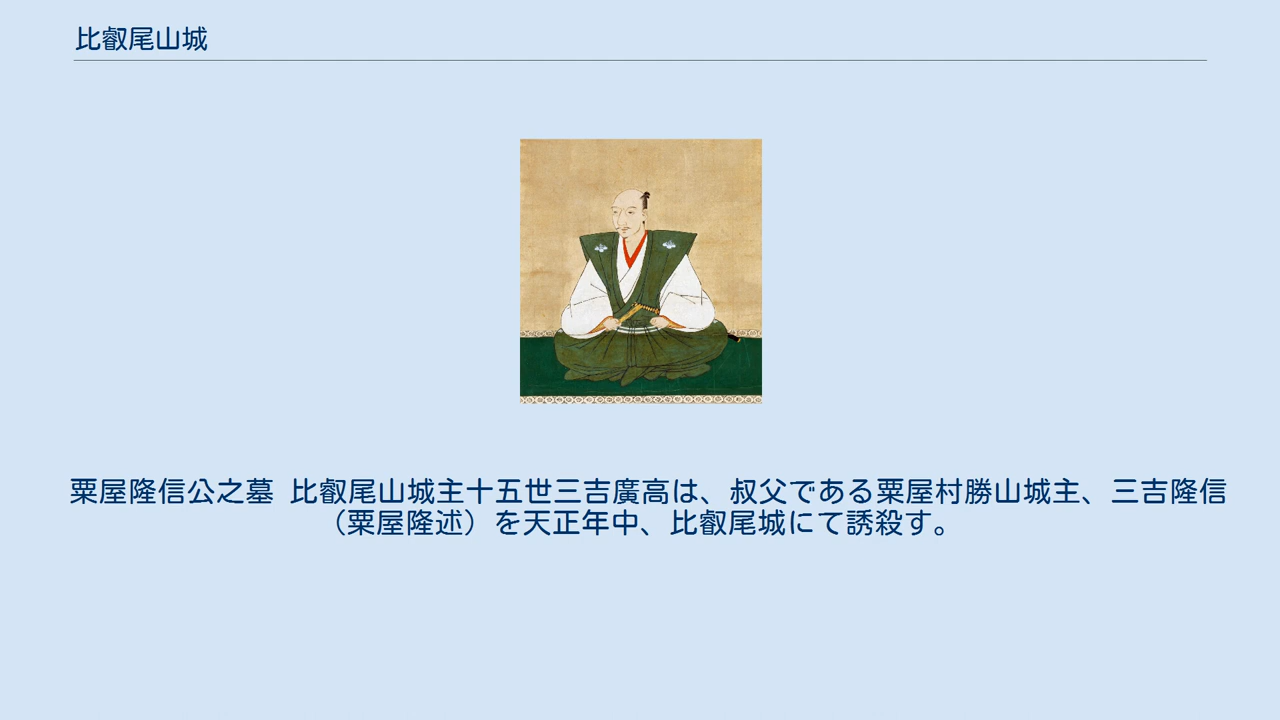 比叡尾山城
粟屋隆信公之墓 比叡尾山城主十五世三吉廣高は、叔父である粟屋村勝山城主、三吉隆信
（粟屋隆述）を天正年中、比叡尾城にて誘殺す。